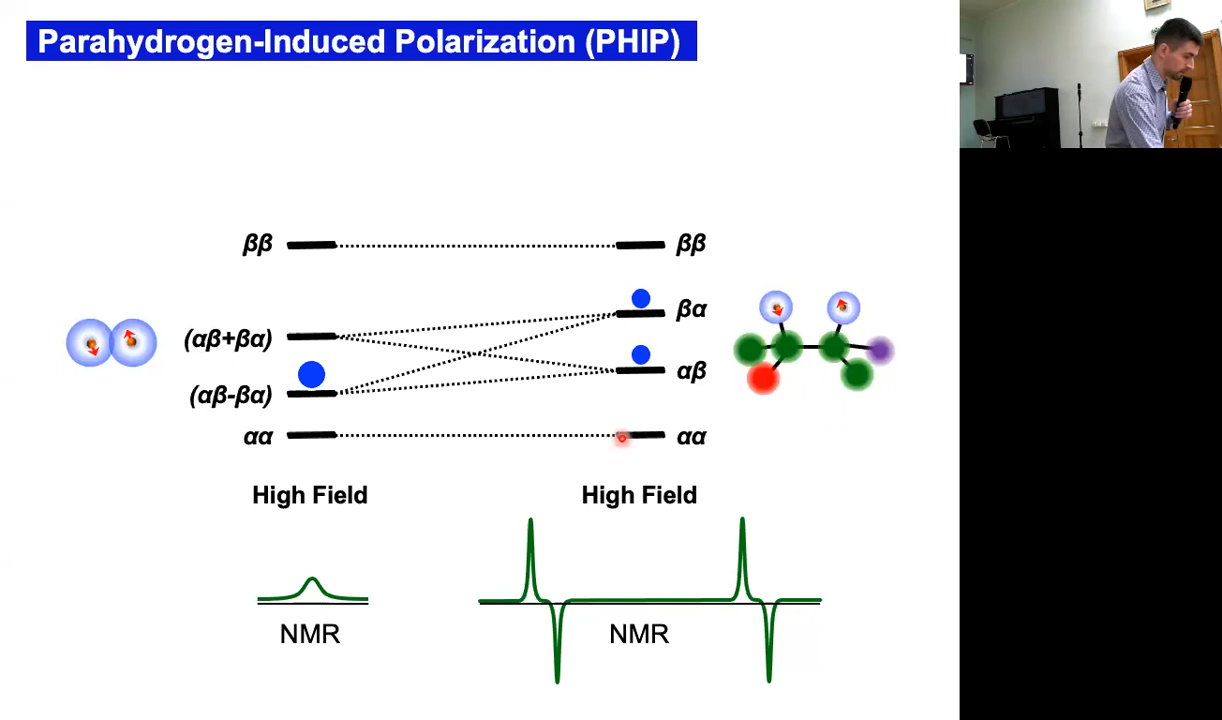 Parahydrogen-Induced Polarization (PHIP)
ββ ββ
βα
(αβ+βα)
αβ
(αβ-βα)
αα αα
High Field High Field
NMR NMR